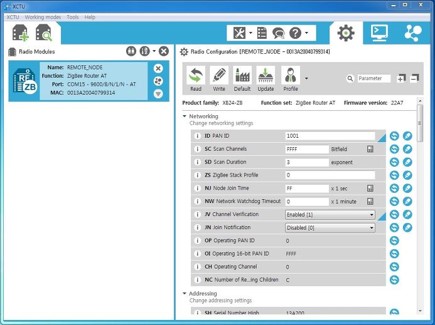 XCTU
XCTU Working modes Tools Help
Radio Modules
Name: REMOTE_NODE
Function: ZigBee Router AT
Port: COM15 - 9600/8/N/1/N - AT
MAC: 0013A20040799314
Radio Configuration [REMOTE_NODE - 0013A20040799314]
Read Write Default Update Profile
Parameter
Product family: XB24-ZB Function set: ZigBee Router AT Firmware version: 22A7
Networking
Change networking settings
ID PAN ID 1001
SC Scan Channels FFFF Bitfield
SD Scan Duration 3 exponent
ZS ZigBee Stack Profile 0
NJ Node Join Time FF x 1 sec
NW Network Watchdog Timeout 0 x 1 minute
JV Channel Verification Enabled [1]
JN Join Notification Disabled [0]
OP Operating PAN ID 0
OI Operating 16-bit PAN ID FFFF
CH Operating Channel 0
NC Number of Re...ing Children C
Addressing
Change addressing settings
SH Serial Number High 13A200